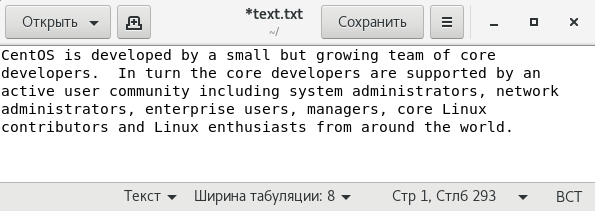 Открыть *text.txt Сохранить
~/
CentOS is developed by a small but growing team of core
developers.  In turn the core developers are supported by an
active user community including system administrators, network
administrators, enterprise users, managers, core Linux
contributors and Linux enthusiasts from around the world.
Текст Ширина табуляции: 8 Стр 1, Стлб 293 ВСТ